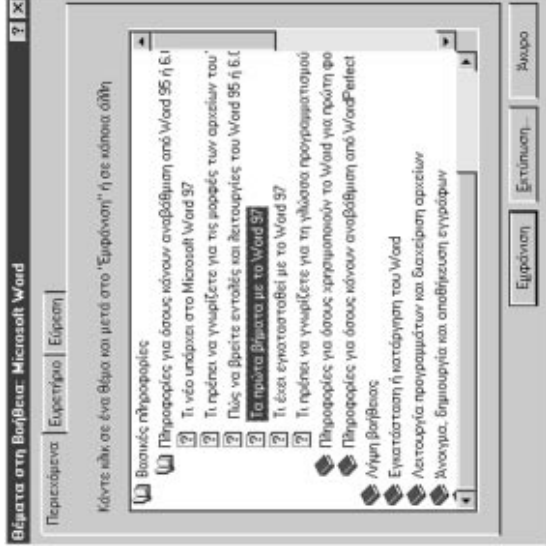 Θέματα στη Βοήθεια: Microsoft Word
Περιεχόμενα Ευρετήριο Εύρεση
Κάντε κλικ σε ένα θέμα και μετά στο "Εμφάνιση" ή σε κάποια άλλη
Βασικές πληροφορίες
Πληροφορίες για όσους κάνουν αναβάθμιση από Word 95 ή 6.0
Τι νέο υπάρχει στο Microsoft Word 97
Τι πρέπει να γνωρίζετε για τις μορφές των αρχείων του
Πώς να βρείτε εντολές και λειτουργίες του Word 95 ή 6.0
Τα πρώτα βήματα με το Word 97
Τι έχει εγκατασταθεί με το Word 97
Τι πρέπει να γνωρίζετε για τη γλώσσα προγραμματισμού
Πληροφορίες για όσους χρησιμοποιούν το Word για πρώτη φο
Πληροφορίες για όσους κάνουν αναβάθμιση από WordPerfect
Λήψη βοήθειας
Εγκατάσταση ή κατάργηση του Word
Λειτουργία προγραμμάτων και διαχείριση αρχείων
Άνοιγμα, δημιουργία και αποθήκευση εγγράφων
Εμφάνιση Εκτύπωση... Άκυρο